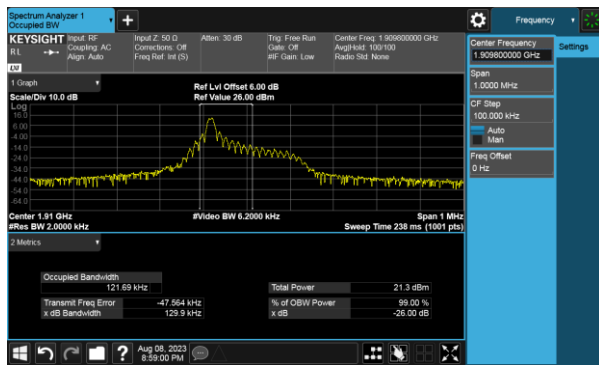 Spectrum Analyzer 1
Occupied BW
Frequency
KEYSIGHT
RL
LXI
Input: RF
Coupling: AC
Align: Auto
Input Z: 50 Ω
Corrections: Off
Freq Ref: Int (S)
Atten: 30 dB
Trig: Free Run
Gate: Off
#IF Gain: Low
Center Freq: 1.909800000 GHz
Avg|Hold: 100/100
Radio Std: None
Center Frequency
1.909800000 GHz
Settings
Span
1.0000 MHz
CF Step
100.000 kHz
Auto
Man
Freq Offset
0 Hz
1 Graph
Scale/Div 10.0 dB
Ref Lvl Offset 6.00 dB
Ref Value 26.00 dBm
Log
16.0
6.00
-4.00
-14.0
-24.0
-34.0
-44.0
-54.0
-64.0
Center 1.91 GHz
#Res BW 2.0000 kHz
#Video BW 6.2000 kHz
Span 1 MHz
Sweep Time 238 ms (1001 pts)
2 Metrics
Occupied Bandwidth
121.69 kHz
Total Power 21.3 dBm
Transmit Freq Error -47.564 kHz
% of OBW Power 99.00 %
x dB Bandwidth 129.9 kHz
x dB -26.00 dB
?
Aug 08, 2023
8:59:00 PM